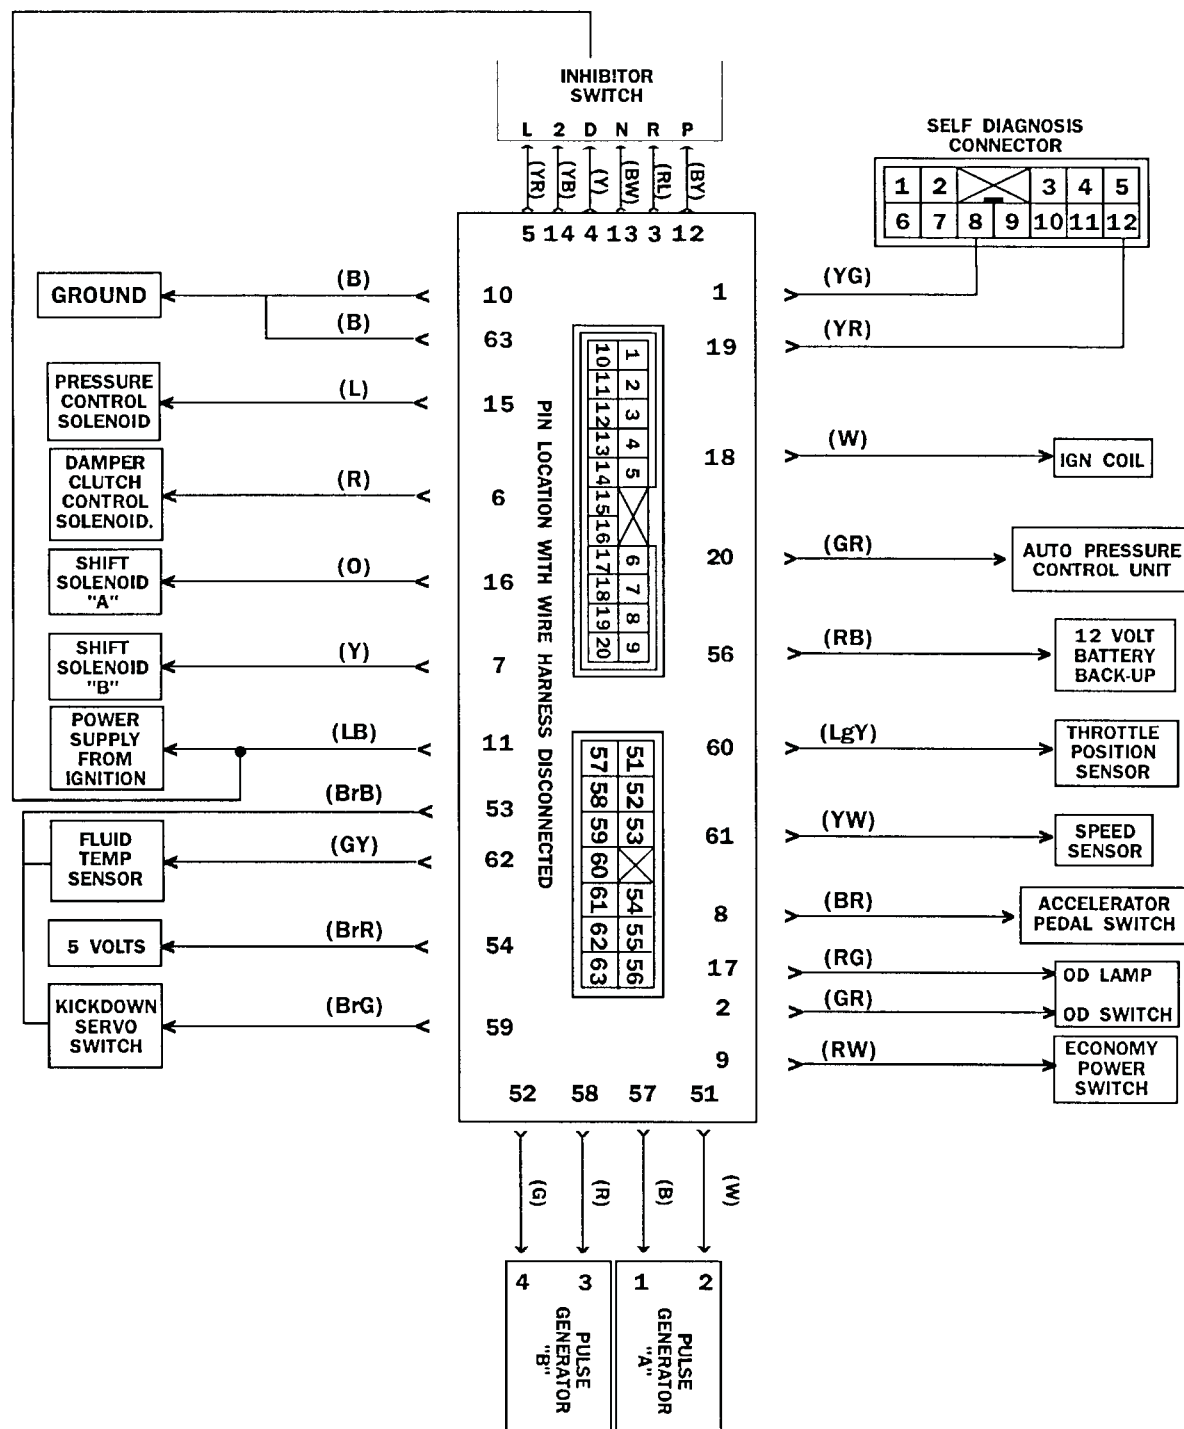 INHIBITOR
SWITCH
L 2 D N R P
(YR) (YB) (Y) (BW) (RL) (BY)
5 14 4 13 3 12
SELF DIAGNOSIS
CONNECTOR
1 2 3 4 5
6 7 8 9 10 11 12
GROUND
(B)
10
(B)
63
PRESSURE
CONTROL
SOLENOID
(L)
15
DAMPER
CLUTCH
CONTROL
SOLENOID.
(R)
6
SHIFT
SOLENOID
"A"
(O)
16
SHIFT
SOLENOID
"B"
(Y)
7
POWER
SUPPLY
FROM
IGNITION
(LB)
11
(BrB)
53
FLUID
TEMP
SENSOR
(GY)
62
5 VOLTS
(BrR)
54
KICKDOWN
SERVO
SWITCH
(BrG)
59
PIN LOCATION WITH WIRE HARNESS DISCONNECTED
1 2 3 4 5 6 7 8 9
10 11 12 13 14 15 16 17 18 19 20
51 52 53 54 55 56
57 58 59 60 61 62 63
1
(YG)
19
(YR)
18
(W)
IGN COIL
20
(GR)
AUTO PRESSURE
CONTROL UNIT
56
(RB)
12 VOLT
BATTERY
BACK-UP
60
(LgY)
THROTTLE
POSITION
SENSOR
61
(YW)
SPEED
SENSOR
8
(BR)
ACCELERATOR
PEDAL SWITCH
17
(RG)
OD LAMP
2
(GR)
OD SWITCH
9
(RW)
ECONOMY
POWER
SWITCH
52 58 57 51
(G) (R) (B) (W)
4 3 1 2
PULSE
GENERATOR
"B"
PULSE
GENERATOR
"A"